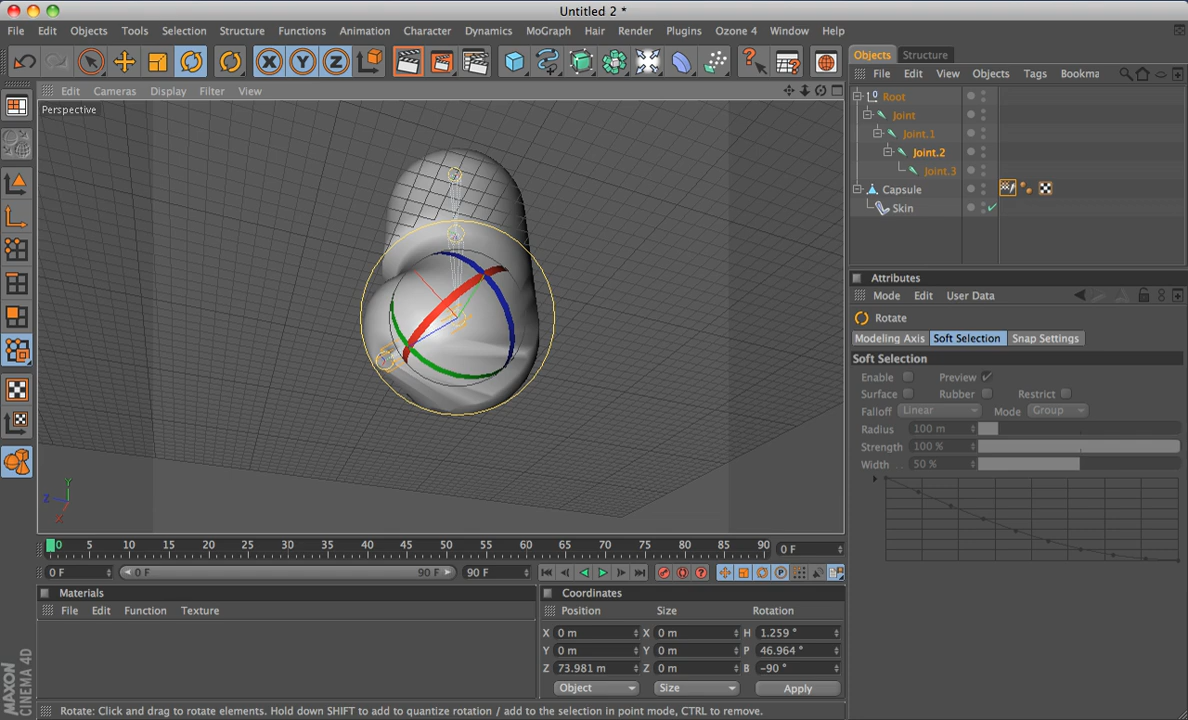 Untitled 2 *
File Edit Objects Tools Selection Structure Functions Animation Character Dynamics MoGraph Hair Render Plugins Ozone 4 Window Help
Objects Structure
File Edit View Objects Tags Bookma
Edit Cameras Display Filter View
Perspective
Root
Joint
Joint.1
Joint.2
Joint.3
Capsule
Skin
Attributes
Mode Edit User Data
Rotate
Modeling Axis Soft Selection Snap Settings
Soft Selection
Enable Preview
Surface Rubber Restrict
Falloff Linear Mode Group
Radius 100 m
Strength 100 %
Width . . 50 %
X Y Z
Y
Z
X
0 5 10 15 20 25 30 35 40 45 50 55 60 65 70 75 80 85 90 0 F
0 F 0 F 90 F 90 F
Materials
File Edit Function Texture
Coordinates
Position Size Rotation
X 0 m X 0 m H 1.259 °
Y 0 m Y 0 m P 46.964 °
Z 73.981 m Z 0 m B -90 °
Object Size Apply
MAXON
CINEMA 4D
Rotate: Click and drag to rotate elements. Hold down SHIFT to add to quantize rotation / add to the selection in point mode, CTRL to remove.